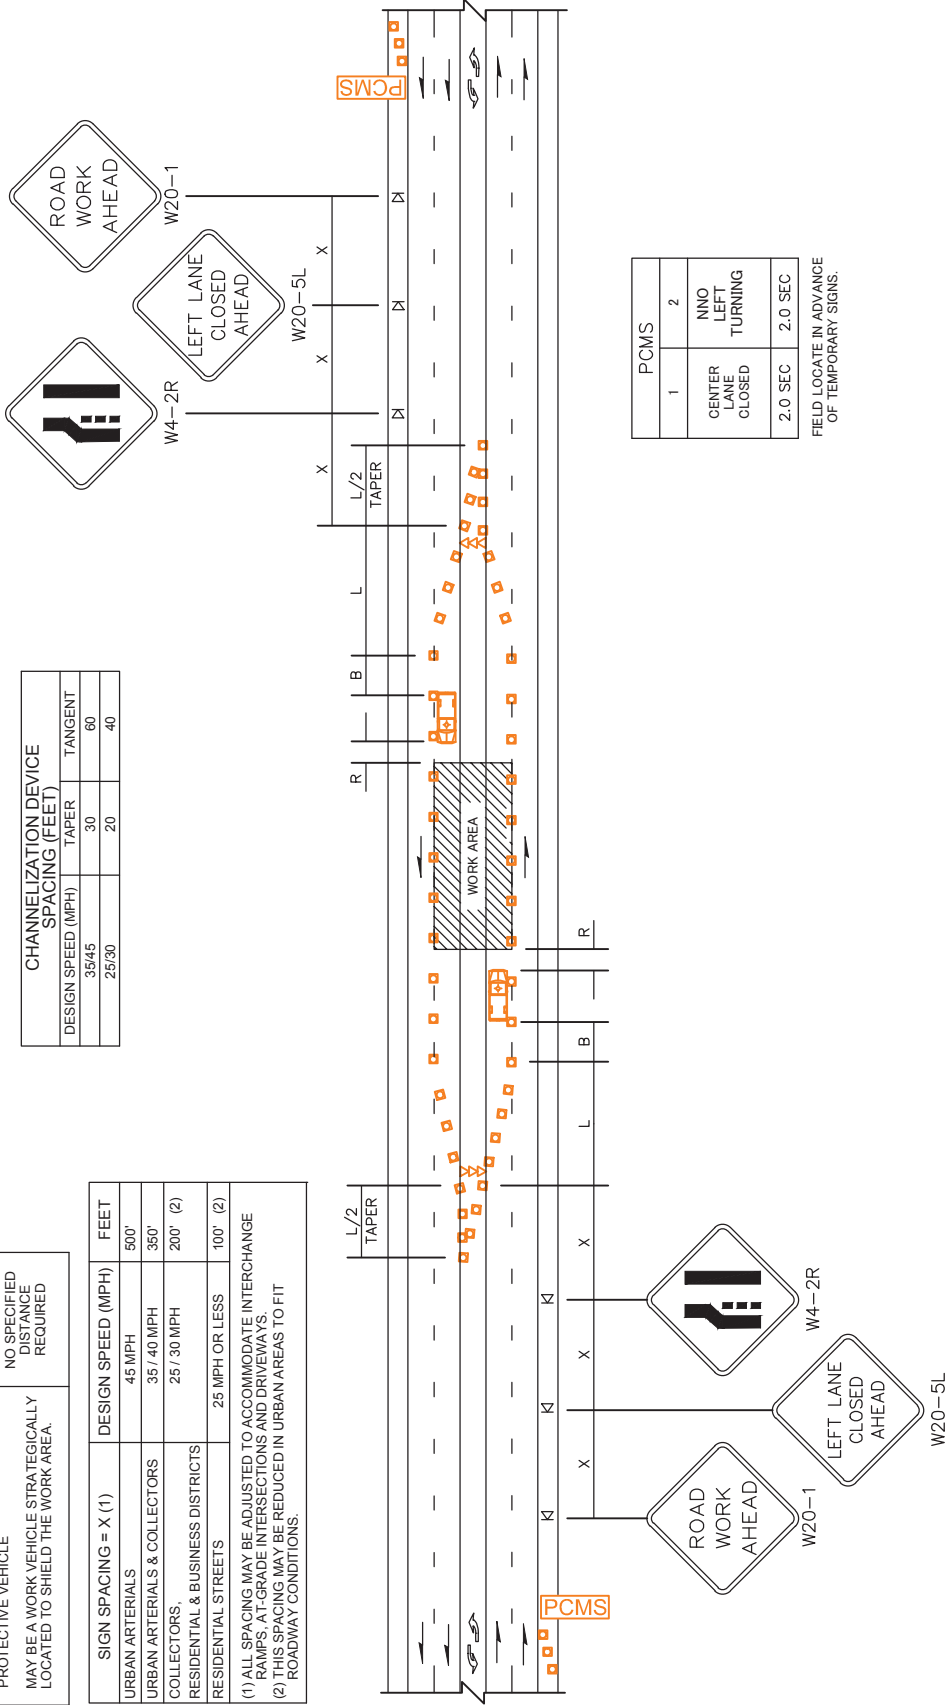 PROTECTIVE VEHICLE
MAY BE A WORK VEHICLE STRATEGICALLY
LOCATED TO SHIELD THE WORK AREA.
NO SPECIFIED
DISTANCE
REQUIRED
SIGN SPACING = X (1)
DESIGN SPEED (MPH)
FEET
URBAN ARTERIALS
45 MPH
500'
URBAN ARTERIALS & COLLECTORS
35 / 40 MPH
350'
COLLECTORS,
RESIDENTIAL & BUSINESS DISTRICTS
25 / 30 MPH
200' (2)
RESIDENTIAL STREETS
25 MPH OR LESS
100' (2)
(1) ALL SPACING MAY BE ADJUSTED TO ACCOMMODATE INTERCHANGE
RAMPS, AT-GRADE INTERSECTIONS AND DRIVEWAYS.
(2) THIS SPACING MAY BE REDUCED IN URBAN AREAS TO FIT
ROADWAY CONDITIONS.
CHANNELIZATION DEVICE
SPACING (FEET)
DESIGN SPEED (MPH)
TAPER
TANGENT
35/45
30
60
25/30
20
40
W4-2R
LEFT LANE
CLOSED
AHEAD
W20-5L
ROAD
WORK
AHEAD
W20-1
X
X
X
L/2
TAPER
L
B
R
PCMS
L/2
TAPER
WORK AREA
R
B
L
X
X
X
PCMS
ROAD
WORK
AHEAD
W20-1
LEFT LANE
CLOSED
AHEAD
W20-5L
W4-2R
PCMS
1
2
CENTER
LANE
CLOSED
NNO
LEFT
TURNING
2.0 SEC
2.0 SEC
FIELD LOCATE IN ADVANCE
OF TEMPORARY SIGNS.